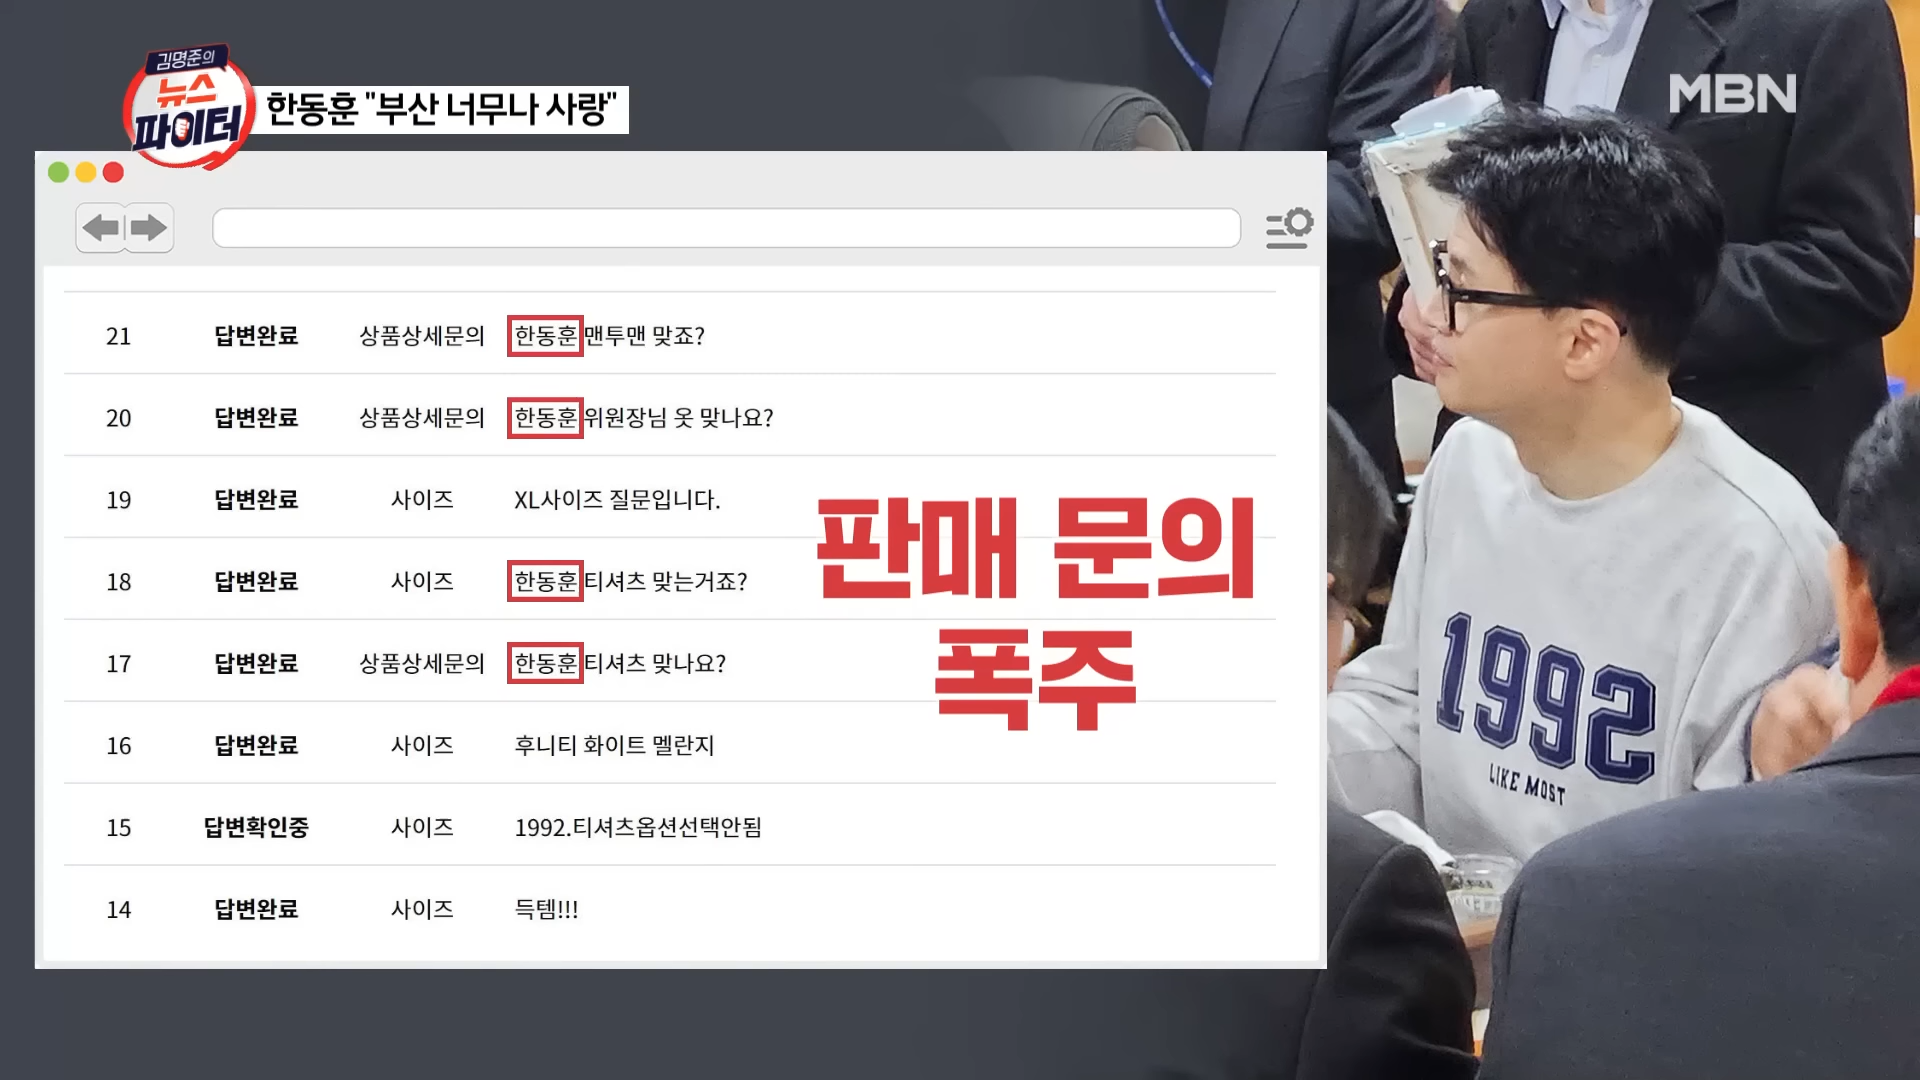 김명준의
뉴스
파이터
한동훈 "부산 너무나 사랑"
MBN
21 답변완료 상품상세문의 한동훈 맨투맨 맞죠?
20 답변완료 상품상세문의 한동훈 위원장님 옷 맞나요?
19 답변완료 사이즈 XL사이즈 질문입니다.
18 답변완료 사이즈 한동훈 티셔츠 맞는거죠?
17 답변완료 상품상세문의 한동훈 티셔츠 맞나요?
16 답변완료 사이즈 후니티 화이트 멜란지
15 답변확인중 사이즈 1992.티셔츠옵션선택안됨
14 답변완료 사이즈 득템!!!
판매 문의
폭주
1992
LIKE MOST